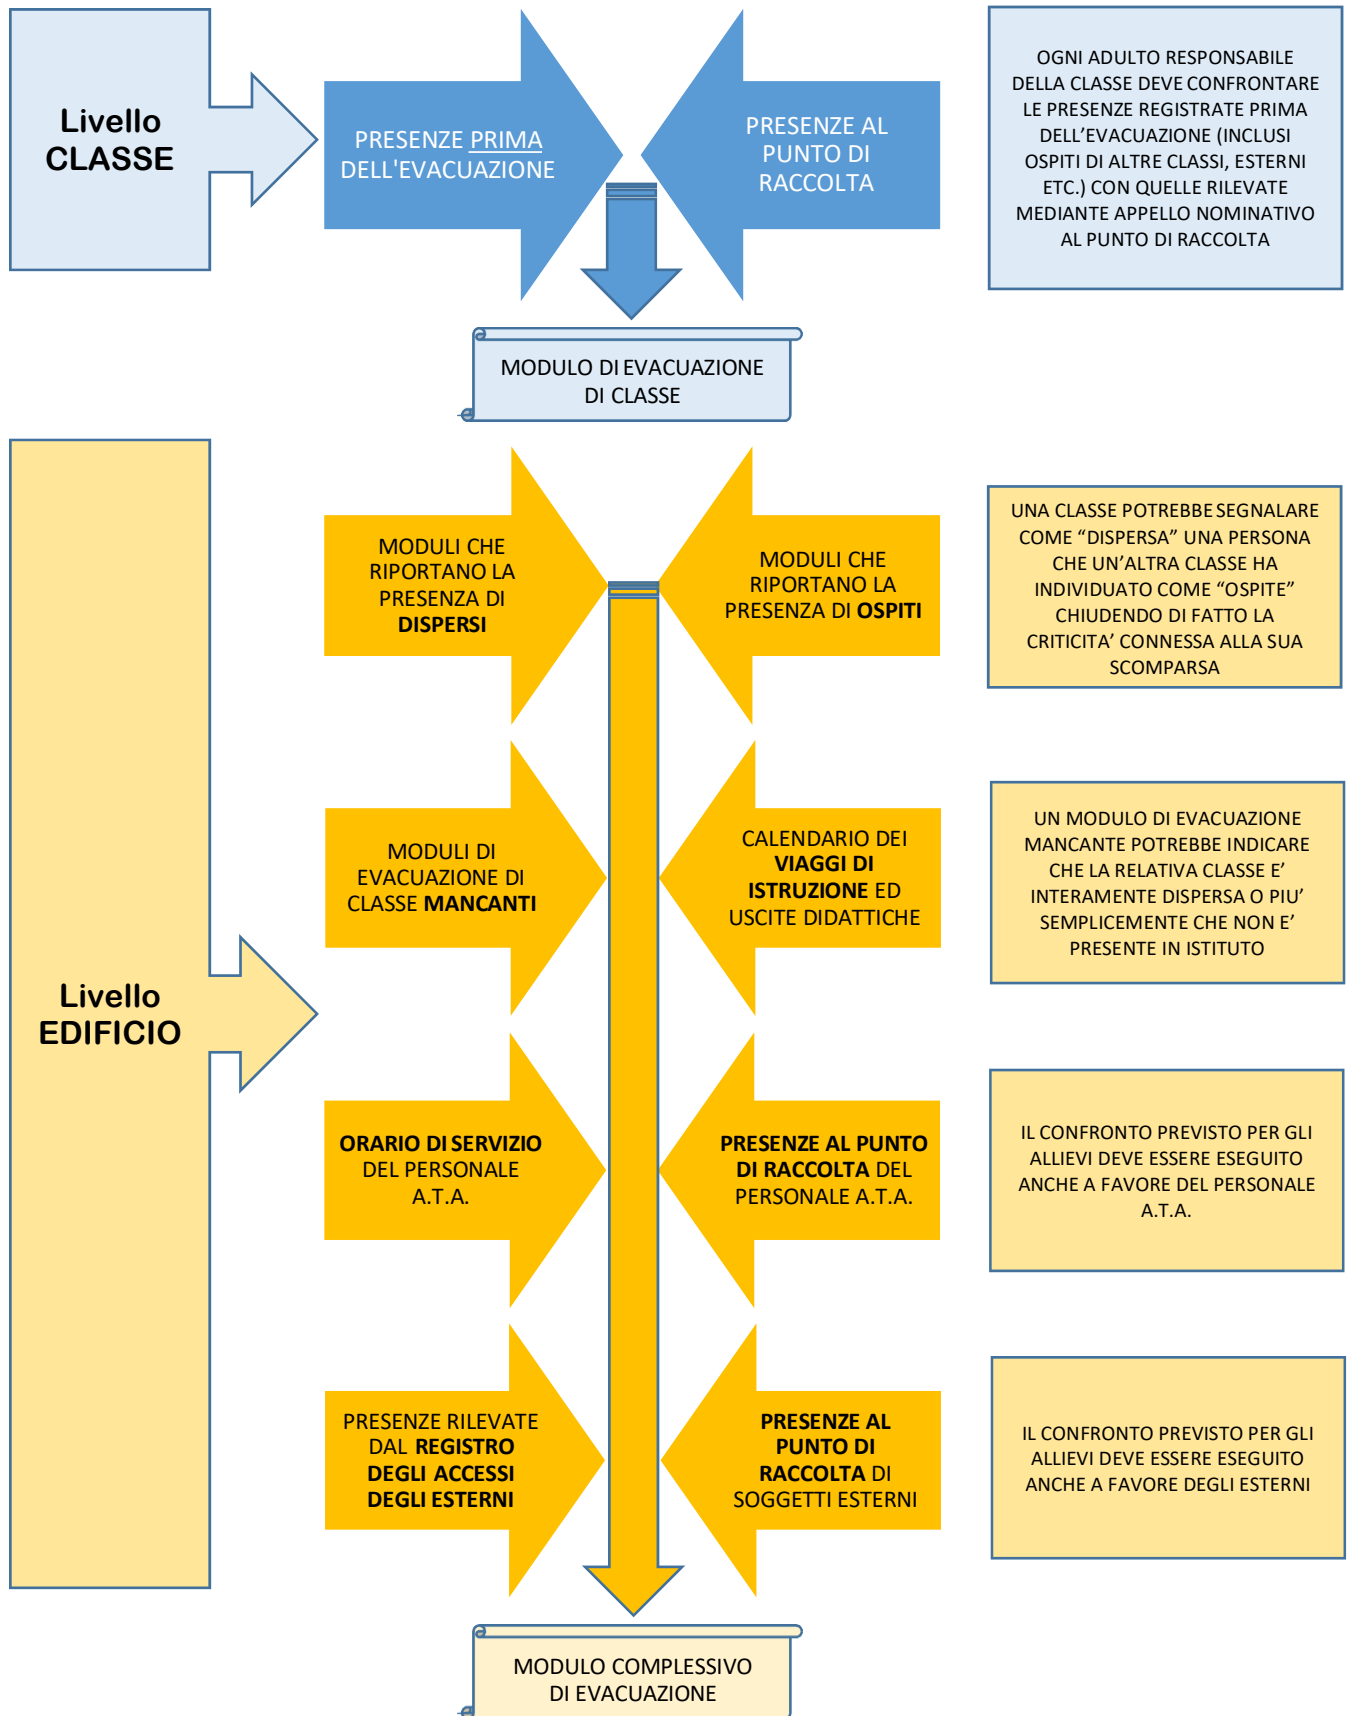 Livello
CLASSE
PRESENZE PRIMA
DELL'EVACUAZIONE
PRESENZE AL
PUNTO DI
RACCOLTA
OGNI ADULTO RESPONSABILE
DELLA CLASSE DEVE CONFRONTARE
LE PRESENZE REGISTRATE PRIMA
DELL’EVACUAZIONE (INCLUSI
OSPITI DI ALTRE CLASSI, ESTERNI
ETC.) CON QUELLE RILEVATE
MEDIANTE APPELLO NOMINATIVO
AL PUNTO DI RACCOLTA
MODULO DI EVACUAZIONE
DI CLASSE
Livello
EDIFICIO
MODULI CHE
RIPORTANO LA
PRESENZA DI
DISPERSI
MODULI CHE
RIPORTANO LA
PRESENZA DI OSPITI
UNA CLASSE POTREBBE SEGNALARE
COME “DISPERSA” UNA PERSONA
CHE UN’ALTRA CLASSE HA
INDIVIDUATO COME “OSPITE”
CHIUDENDO DI FATTO LA
CRITICITA’ CONNESSA ALLA SUA
SCOMPARSA
MODULI DI
EVACUAZIONE DI
CLASSE MANCANTI
CALENDARIO DEI
VIAGGI DI
ISTRUZIONE ED
USCITE DIDATTICHE
UN MODULO DI EVACUAZIONE
MANCANTE POTREBBE INDICARE
CHE LA RELATIVA CLASSE E’
INTERAMENTE DISPERSA O PIU’
SEMPLICEMENTE CHE NON E’
PRESENTE IN ISTITUTO
ORARIO DI SERVIZIO
DEL PERSONALE
A.T.A.
PRESENZE AL PUNTO
DI RACCOLTA DEL
PERSONALE A.T.A.
IL CONFRONTO PREVISTO PER GLI
ALLIEVI DEVE ESSERE ESEGUITO
ANCHE A FAVORE DEL PERSONALE
A.T.A.
PRESENZE RILEVATE
DAL REGISTRO
DEGLI ACCESSI
DEGLI ESTERNI
PRESENZE AL
PUNTO DI
RACCOLTA DI
SOGGETTI ESTERNI
IL CONFRONTO PREVISTO PER GLI
ALLIEVI DEVE ESSERE ESEGUITO
ANCHE A FAVORE DEGLI ESTERNI
MODULO COMPLESSIVO
DI EVACUAZIONE